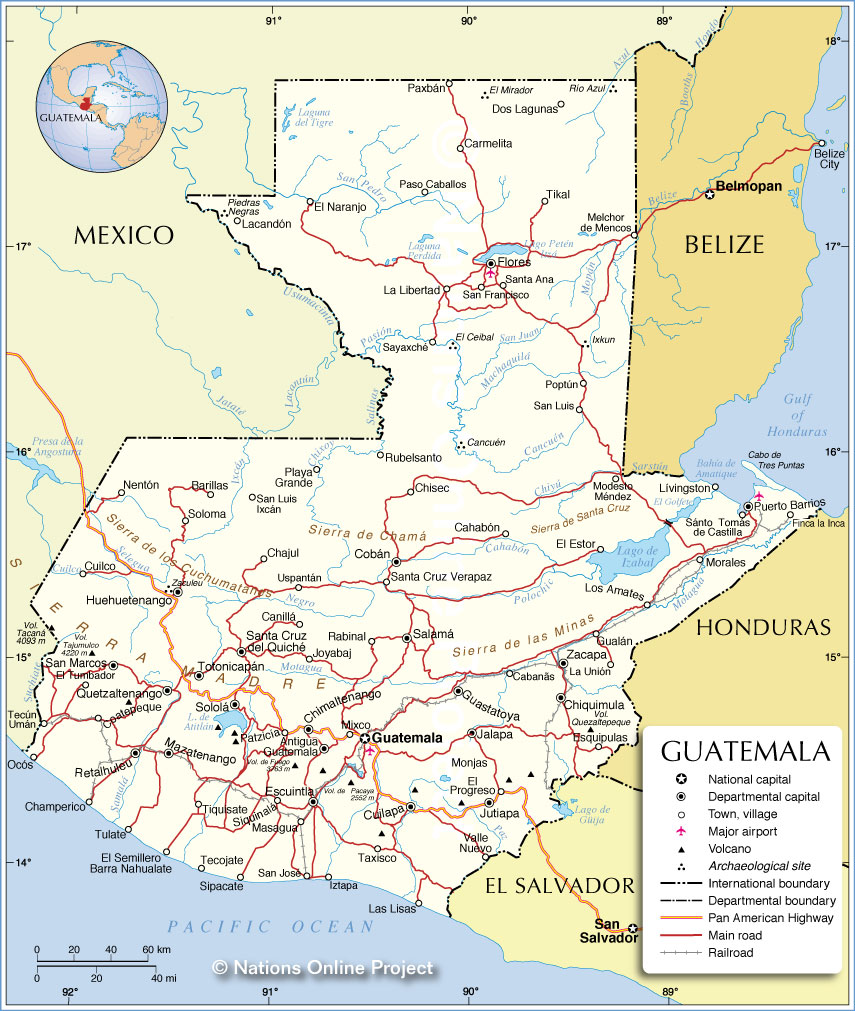 91°
90°
89°
18°
Hondo
Azul
Paxbán
El Mirador
Rio Azul
Dos Lagunas
Booths
GUATEMALA
Laguna
del Tigre
Carmelita
Belize
City
San Pedro
Paso Caballos
Tikal
Belmopan
Piedras
Negras
El Naranjo
Lacandón
Belize
Melchor
de Mencos
MEXICO
17°
17°
BELIZE
Laguna
Perdida
Lago Petén
Itzá
Flores
Mopán
Santa Ana
La Libertad
San Francisco
Usumacinta
Pasión
El Ceibal
San Juan
Sayaxché
Ixkun
Machaquilá
Lacantún
Poptún
Jataté
Salinas
San Luis
Gulf
of
Honduras
Presa de la
Angostura
16°
16°
Cancuén
Cancuén
Chixoy
Rubelsanto
Ixcán
Playa
Grande
Sarstún
Bahía de
Amatique
Cabo de
Tres Puntas
Nentón
Barillas
San Luis
Ixcán
Chisec
Chiyú
Modesto
Méndez
Livingston
El Golfete
Puerto Barrios
Soloma
Sierra de Chamá
Sierra de Santa Cruz
Sánto Tomás
de Castilla
Finca la Inca
Sierra de los Cuchumatanes
Selegua
Cahabón
Cahabón
Chajul
Cobán
El Estor
Lago de
Izabal
Morales
Cuilco
Cuilco
Zaculeu
Uspantán
Santa Cruz Verapaz
Polochic
Los Amates
Motagua
Huehuetenango
Negro
SIERRA MADRE
Vol.
Tacaná
4093 m
Vol.
Tajumulco
4220 m
Canillá
Santa Cruz
del Quiché
Rabinal
Salamá
Sierra de las Minas
Gualán
HONDURAS
15°
15°
Joyabaj
Zacapa
San Marcos
El Tumbador
Totonicapán
Motagua
La Unión
Cabanãs
Suchiate
Quetzaltenango
Chimaltenango
Guastatoya
Chiquimula
Sololá
L. de
Atitlán
Vol.
Quezaltepeque
Tecún
Umán
Mixco
Patzicía
Guatemala
Jalapa
Esquipulas
Antigua
Guatemala
Mazatenango
Ocós
Retalhuleu
Vol. de Fuego
3763 m
Monjas
Vol. de Pacaya
2552 m
Escuintla
El
Progreso
Champerico
Samalá
Tiquisate
Siquinalá
Masagua
Cuilapa
Jutiapa
Lago de
Güija
Tulate
Paz
Valle
Nuevo
14°
El Semillero
Barra Nahualate
Tecojate
Taxisco
Sipacate
San José
Iztapa
EL SALVADOR
Las Lisas
San
Salvador
PACIFIC OCEAN
0 20 40 60 km
0 20 40 mi
© Nations Online Project
92°
91°
90°
89°
GUATEMALA
National capital
Departmental capital
Town, village
Major airport
Volcano
Archaeological site
International boundary
Departmental boundary
Pan American Highway
Main road
Railroad